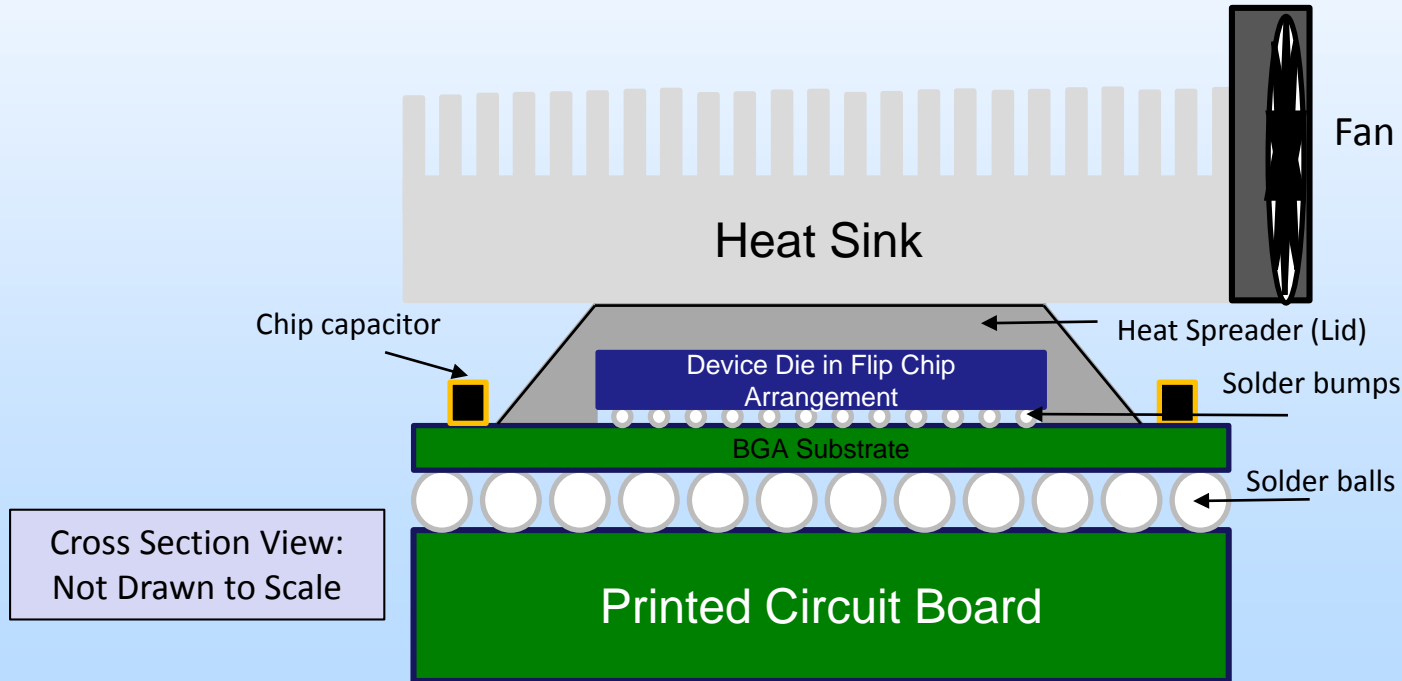 Fan
Heat Sink
Chip capacitor
Heat Spreader (Lid)
Device Die in Flip Chip
Arrangement
Solder bumps
BGA Substrate
Solder balls
Cross Section View:
Not Drawn to Scale
Printed Circuit Board